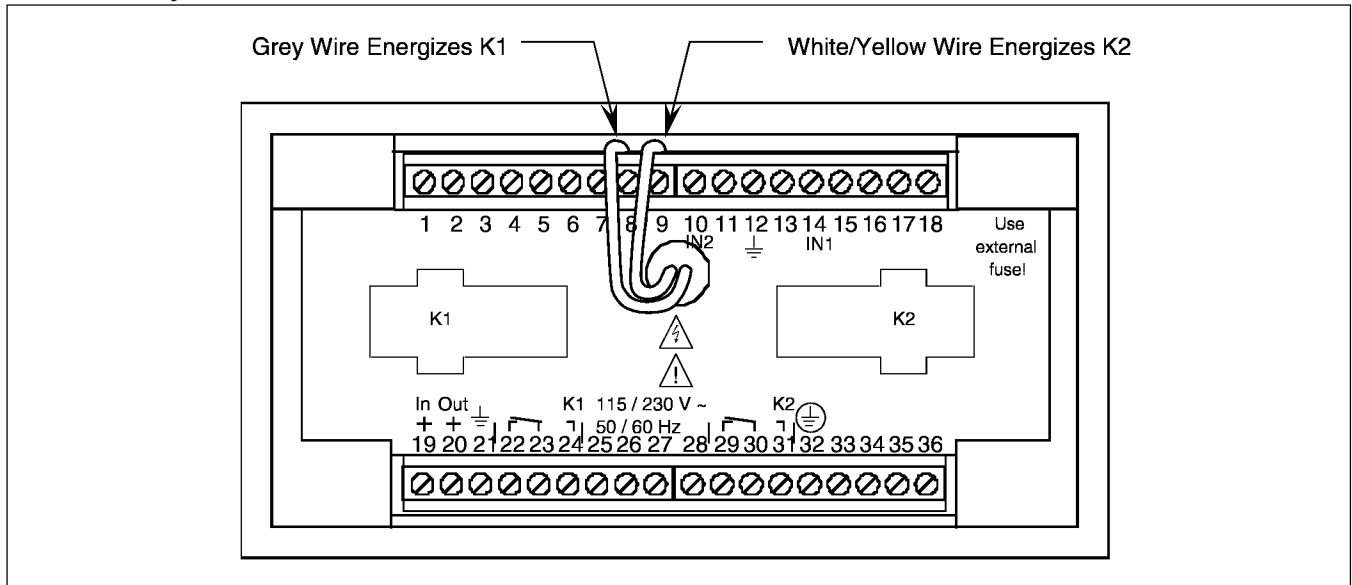 Grey Wire Energizes K1 White/Yellow Wire Energizes K2
1 2 3 4 5 6 7 8 9 10 11 12 13 14 15 16 17 18
IN2 IN1
Use
external
fuse!
K1 K2
In Out K1 115 / 230 V ~ K2
+ + 50 / 60 Hz
19 20 21 22 23 24 25 26 27 28 29 30 31 32 33 34 35 36